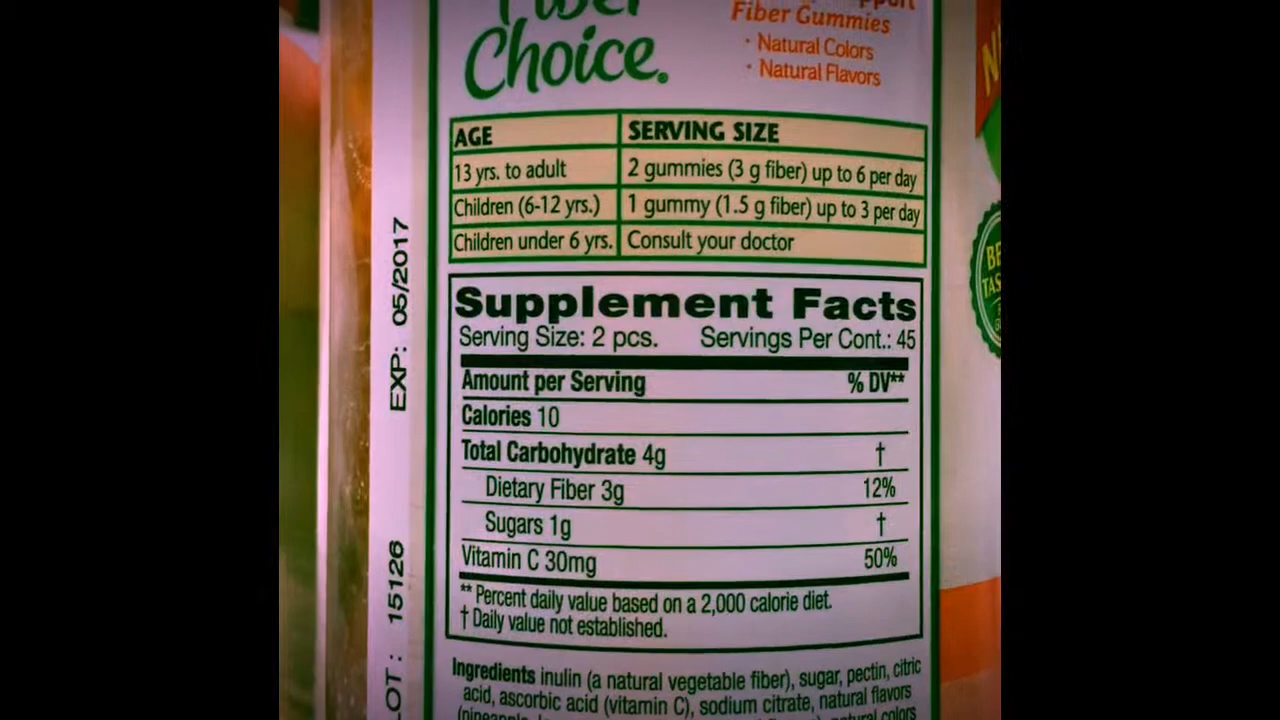 Fiber
Choice®
Fiber Gummies
· Natural Colors
· Natural Flavors
AGE SERVING SIZE
13 yrs. to adult 2 gummies (3 g fiber) up to 6 per day
Children (6-12 yrs.) 1 gummy (1.5 g fiber) up to 3 per day
Children under 6 yrs. Consult your doctor
Supplement Facts
Serving Size: 2 pcs. Servings Per Cont.: 45
Amount per Serving % DV**
Calories 10
Total Carbohydrate 4g †
Dietary Fiber 3g 12%
Sugars 1g †
Vitamin C 30mg 50%
** Percent daily value based on a 2,000 calorie diet.
† Daily value not established.
Ingredients inulin (a natural vegetable fiber), sugar, pectin, citric
acid, ascorbic acid (vitamin C), sodium citrate, natural flavors
natural colors
LOT: 15126 EXP: 05/2017